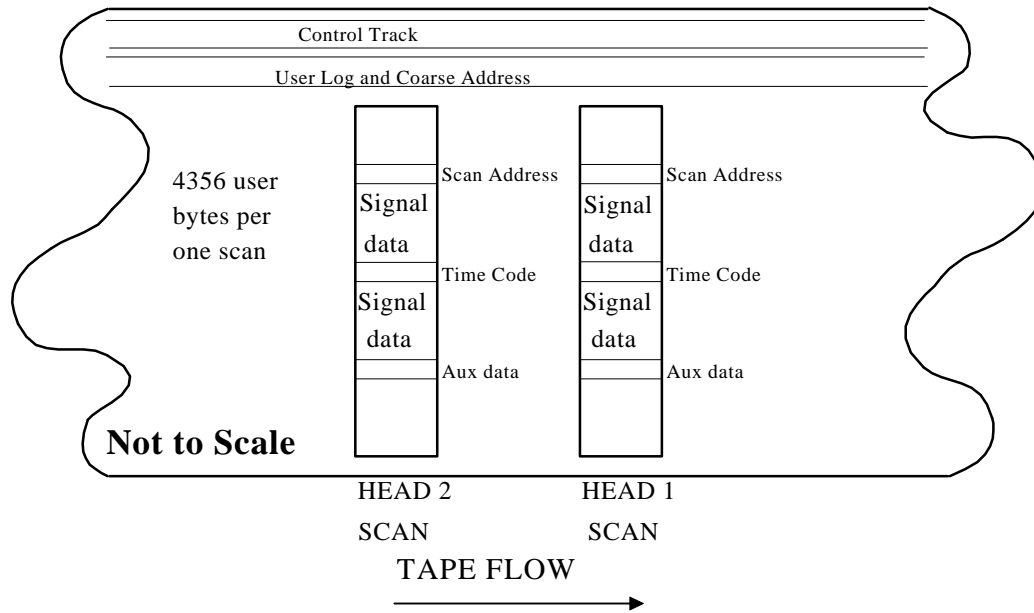 Control Track
User Log and Coarse Address
4356 user
bytes per
one scan
Scan Address
Signal
data
Time Code
Signal
data
Aux data
Scan Address
Signal
data
Time Code
Signal
data
Aux data
Not to Scale
HEAD 2
SCAN
HEAD 1
SCAN
TAPE FLOW